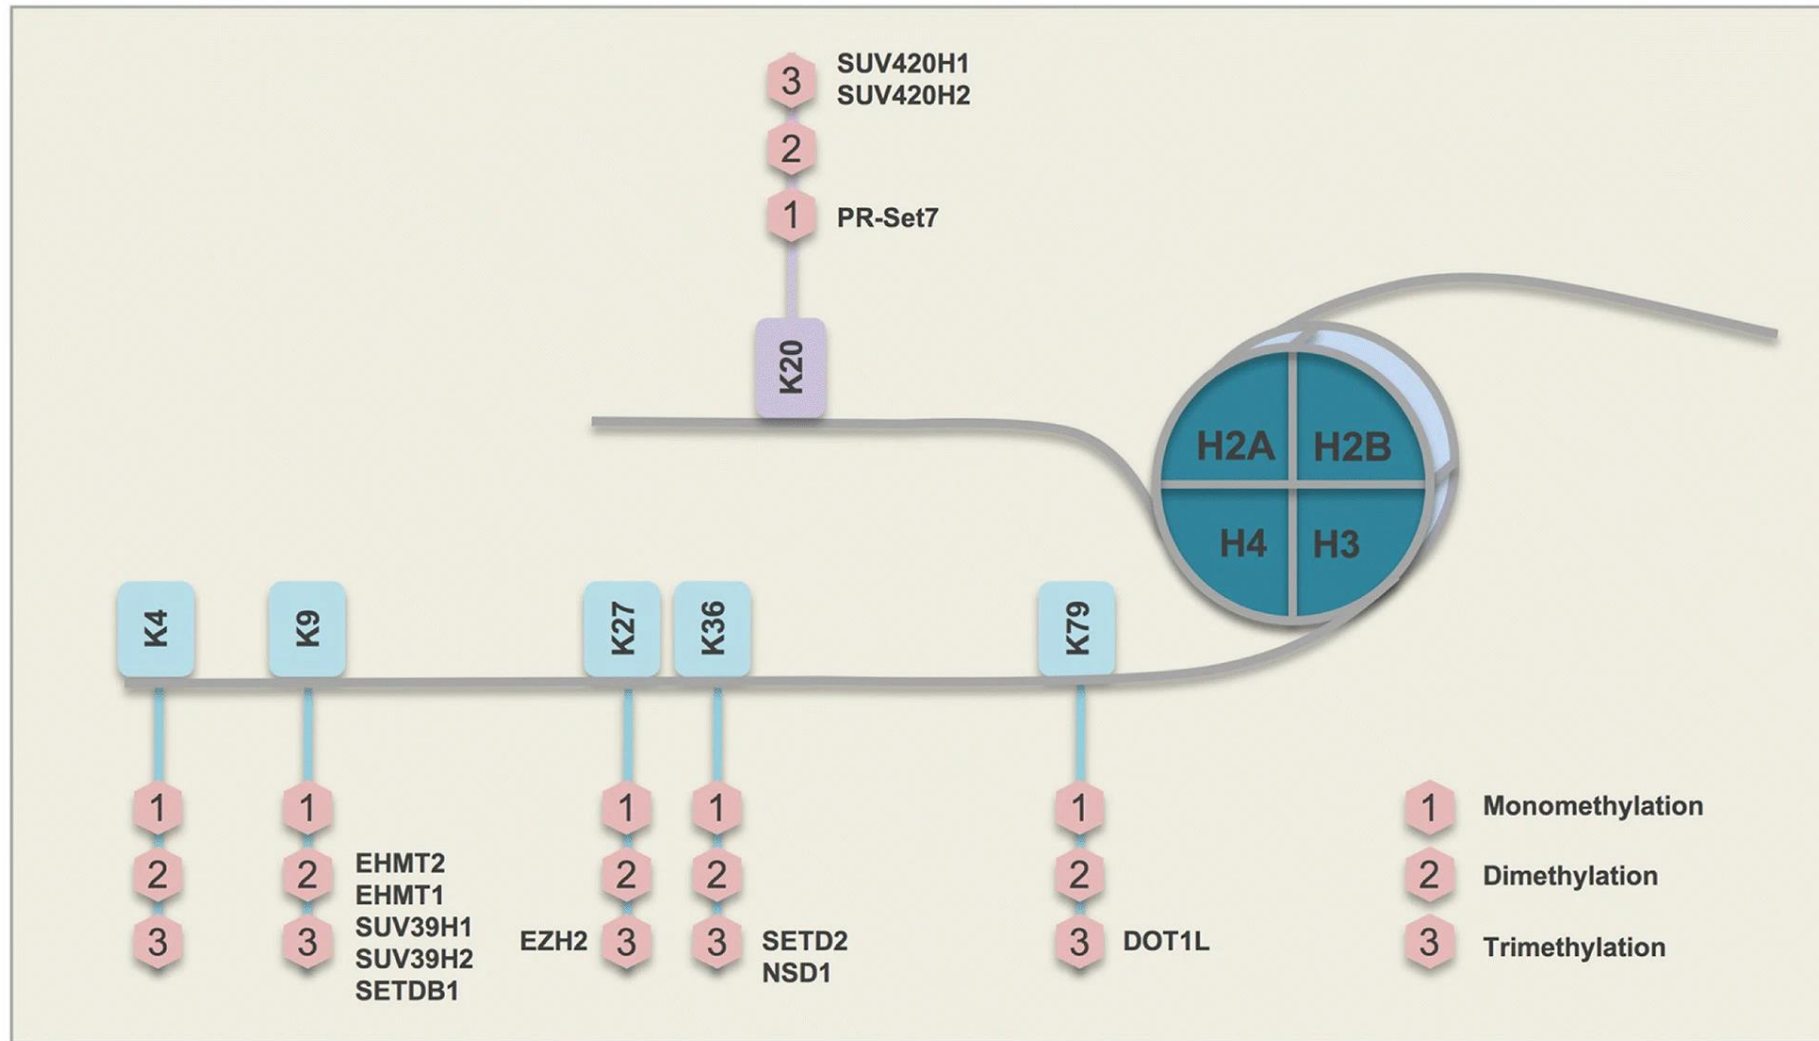 3 SUV420H1
SUV420H2
2
1 PR-Set7
K20
H2A H2B
H4 H3
K4 K9 K27 K36 K79
1 1 1 1 1 1 Monomethylation
2 2 2 2 2 2 Dimethylation
EHMT2
EHMT1
SUV39H1
SUV39H2
SETDB1
3 3 EZH2 3 3 SETD2 3 DOT1L 3 Trimethylation
NSD1